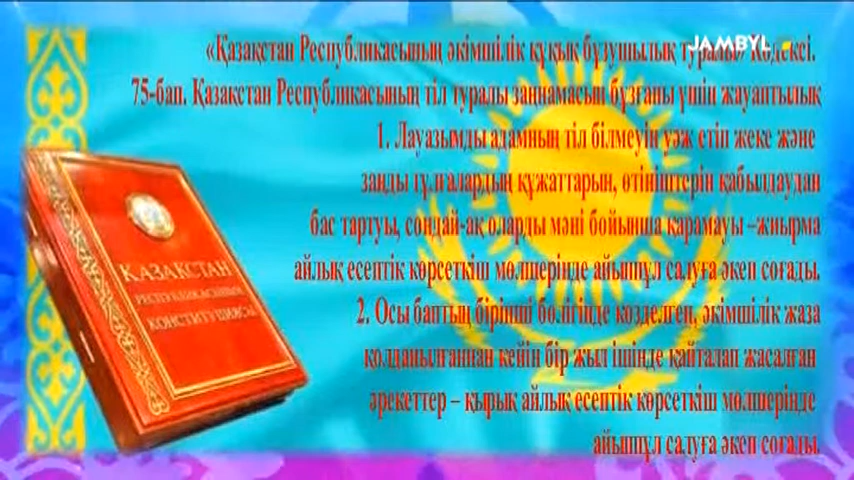 JAMBYL
«Қазақстан Республикасының әкімшілік құқық бұзушылық туралы» Кодексі.
75-бап. Қазақстан Республикасының тіл туралы заңнамасын бұзғаны үшін жауаптылық
1. Лауазымды адамның тіл білмеуін уәж етіп жеке және
заңды тұлғалардың құжаттарын, өтініштерін қабылдаудан
бас тартуы, сондай-ақ оларды мәні бойынша қарамауы –жиырма
айлық есептік көрсеткіш мөлшерінде айыппұл салуға әкеп соғады.
2. Осы баптың бірінші бөлігінде көзделген, әкімшілік жаза
қолданылғаннан кейін бір жыл ішінде қайталап жасалған
әрекеттер – қырық айлық есептік көрсеткіш мөлшерінде
айыппұл салуға әкеп соғады.
ҚАЗАҚСТАН
РЕСПУБЛИКАСЫНЫҢ
КОНСТИТУЦИЯСЫ